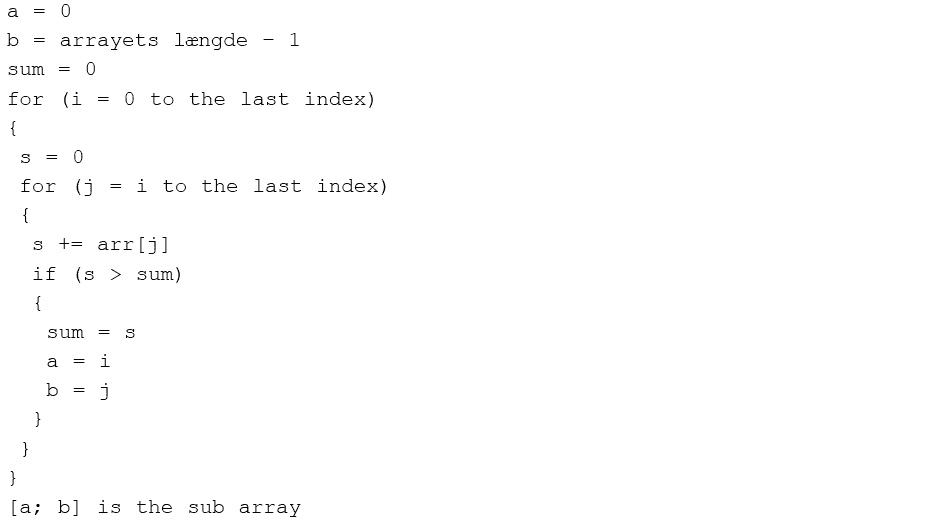 a = 0
b = arrayets længde - 1
sum = 0
for (i = 0 to the last index)
{
 s = 0
 for (j = i to the last index)
 {
  s += arr[j]
  if (s > sum)
  {
   sum = s
   a = i
   b = j
  }
 }
}
[a; b] is the sub array